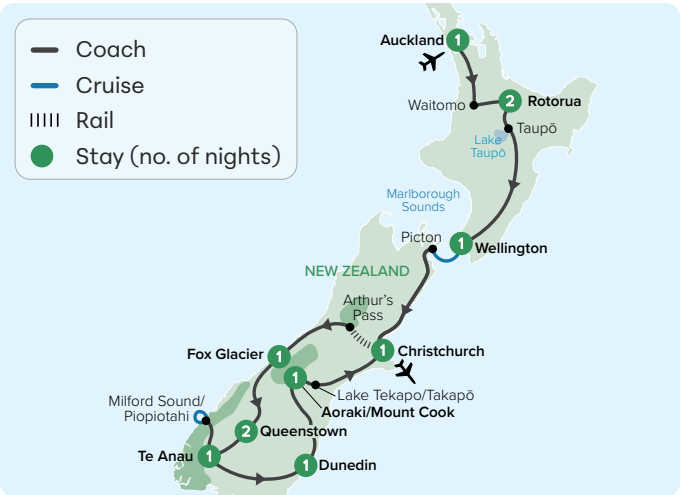 Coach
Cruise
Rail
Stay (no. of nights)
Auckland
1
Waitomo
2
Rotorua
Taupō
Lake
Taupō
Marlborough
Sounds
Picton
1
Wellington
NEW ZEALAND
Arthur's
Pass
Fox Glacier
1
1
Christchurch
1
Lake Tekapo/Takapō
Aoraki/Mount Cook
Milford Sound/
Piopiotahi
2
Queenstown
Te Anau
1
1
Dunedin